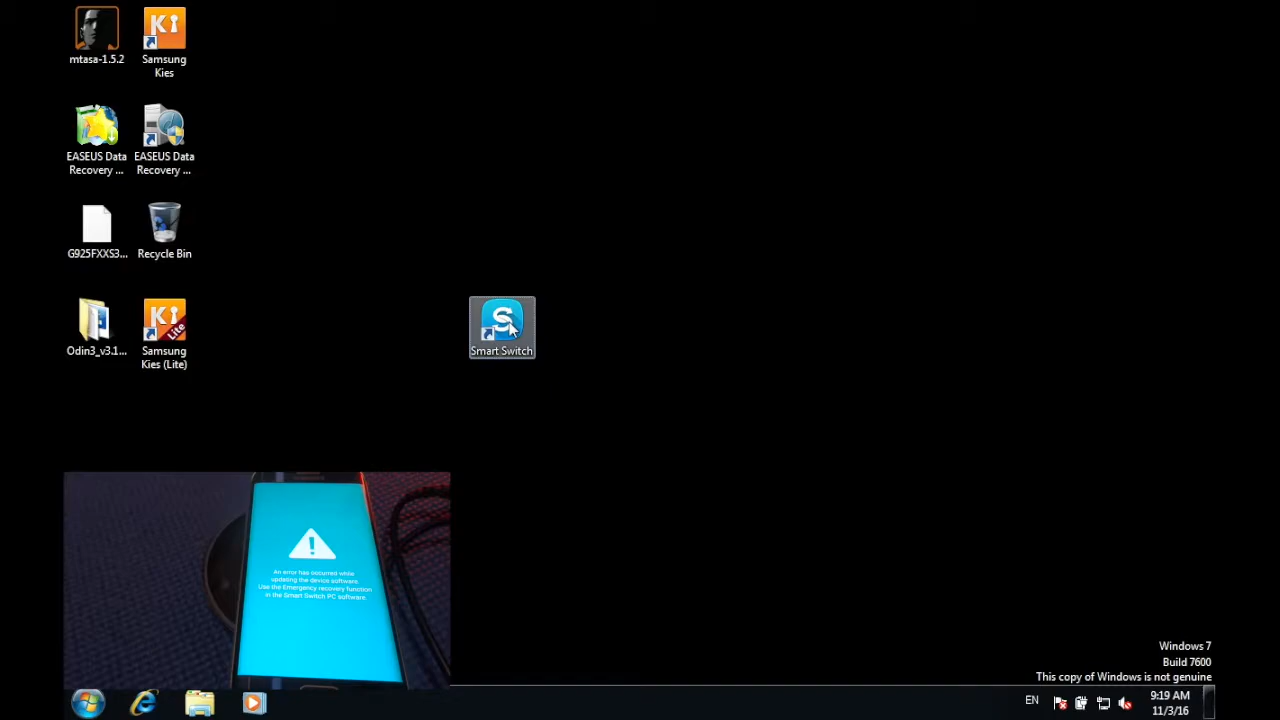 mtasa-1.5.2
Samsung
Kies
EASEUS Data
Recovery ...
EASEUS Data
Recovery ...
G925FXXS3...
Recycle Bin
Odin3_v3.1...
Samsung
Kies (Lite)
Lite
S
Smart Switch
!
An error has occurred while
updating the device software.
Use the Emergency recovery function
in the Smart Switch PC software.
Windows 7
Build 7600
This copy of Windows is not genuine
EN
9:19 AM
11/3/16